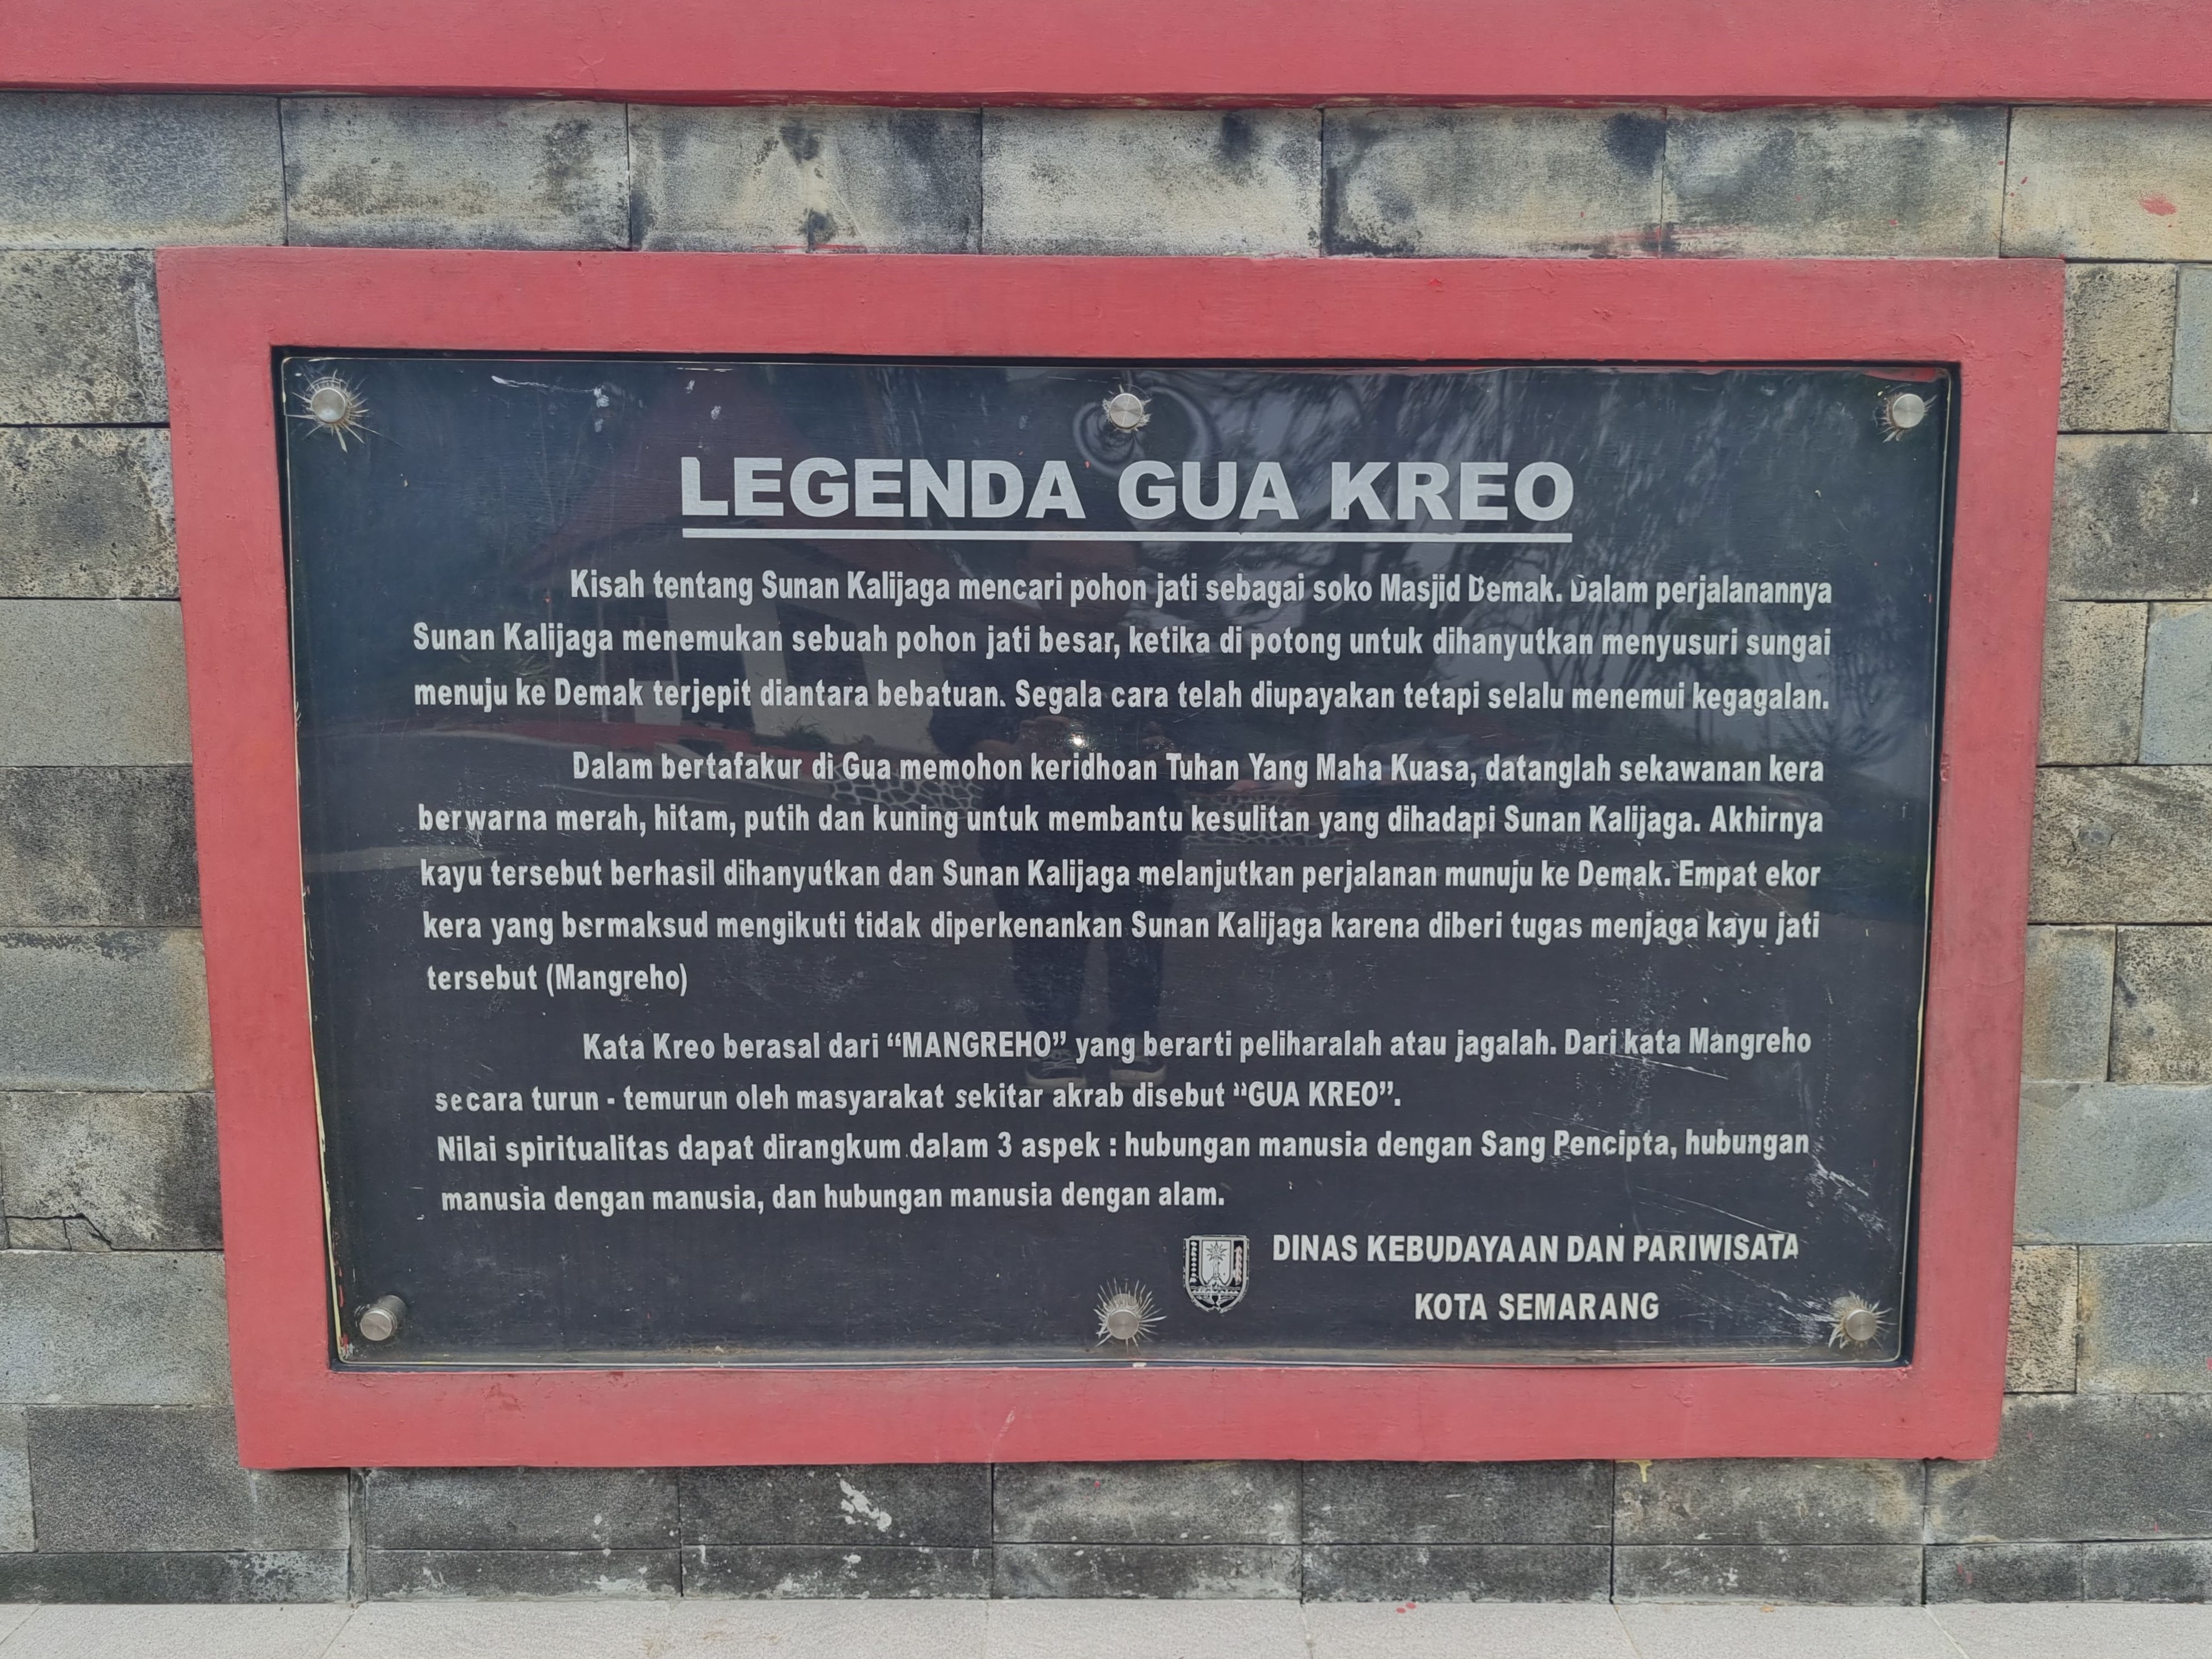 LEGENDA GUA KREO
Kisah tentang Sunan Kalijaga mencari pohon jati sebagai soko Masjid Demak. Dalam perjalanannya
Sunan Kalijaga menemukan sebuah pohon jati besar, ketika di potong untuk dihanyutkan menyusuri sungai
menuju ke Demak terjepit diantara bebatuan. Segala cara telah diupayakan tetapi selalu menemui kegagalan.
Dalam bertafakur di Gua memohon keridhoan Tuhan Yang Maha Kuasa, datanglah sekawanan kera
berwarna merah, hitam, putih dan kuning untuk membantu kesulitan yang dihadapi Sunan Kalijaga. Akhirnya
kayu tersebut berhasil dihanyutkan dan Sunan Kalijaga melanjutkan perjalanan munuju ke Demak. Empat ekor
kera yang bermaksud mengikuti tidak diperkenankan Sunan Kalijaga karena diberi tugas menjaga kayu jati
tersebut (Mangreho)
Kata Kreo berasal dari “MANGREHO” yang berarti peliharalah atau jagalah. Dari kata Mangreho
secara turun - temurun oleh masyarakat sekitar akrab disebut “GUA KREO”.
Nilai spiritualitas dapat dirangkum dalam 3 aspek : hubungan manusia dengan Sang Pencipta, hubungan
manusia dengan manusia, dan hubungan manusia dengan alam.
DINAS KEBUDAYAAN DAN PARIWISATA
KOTA SEMARANG